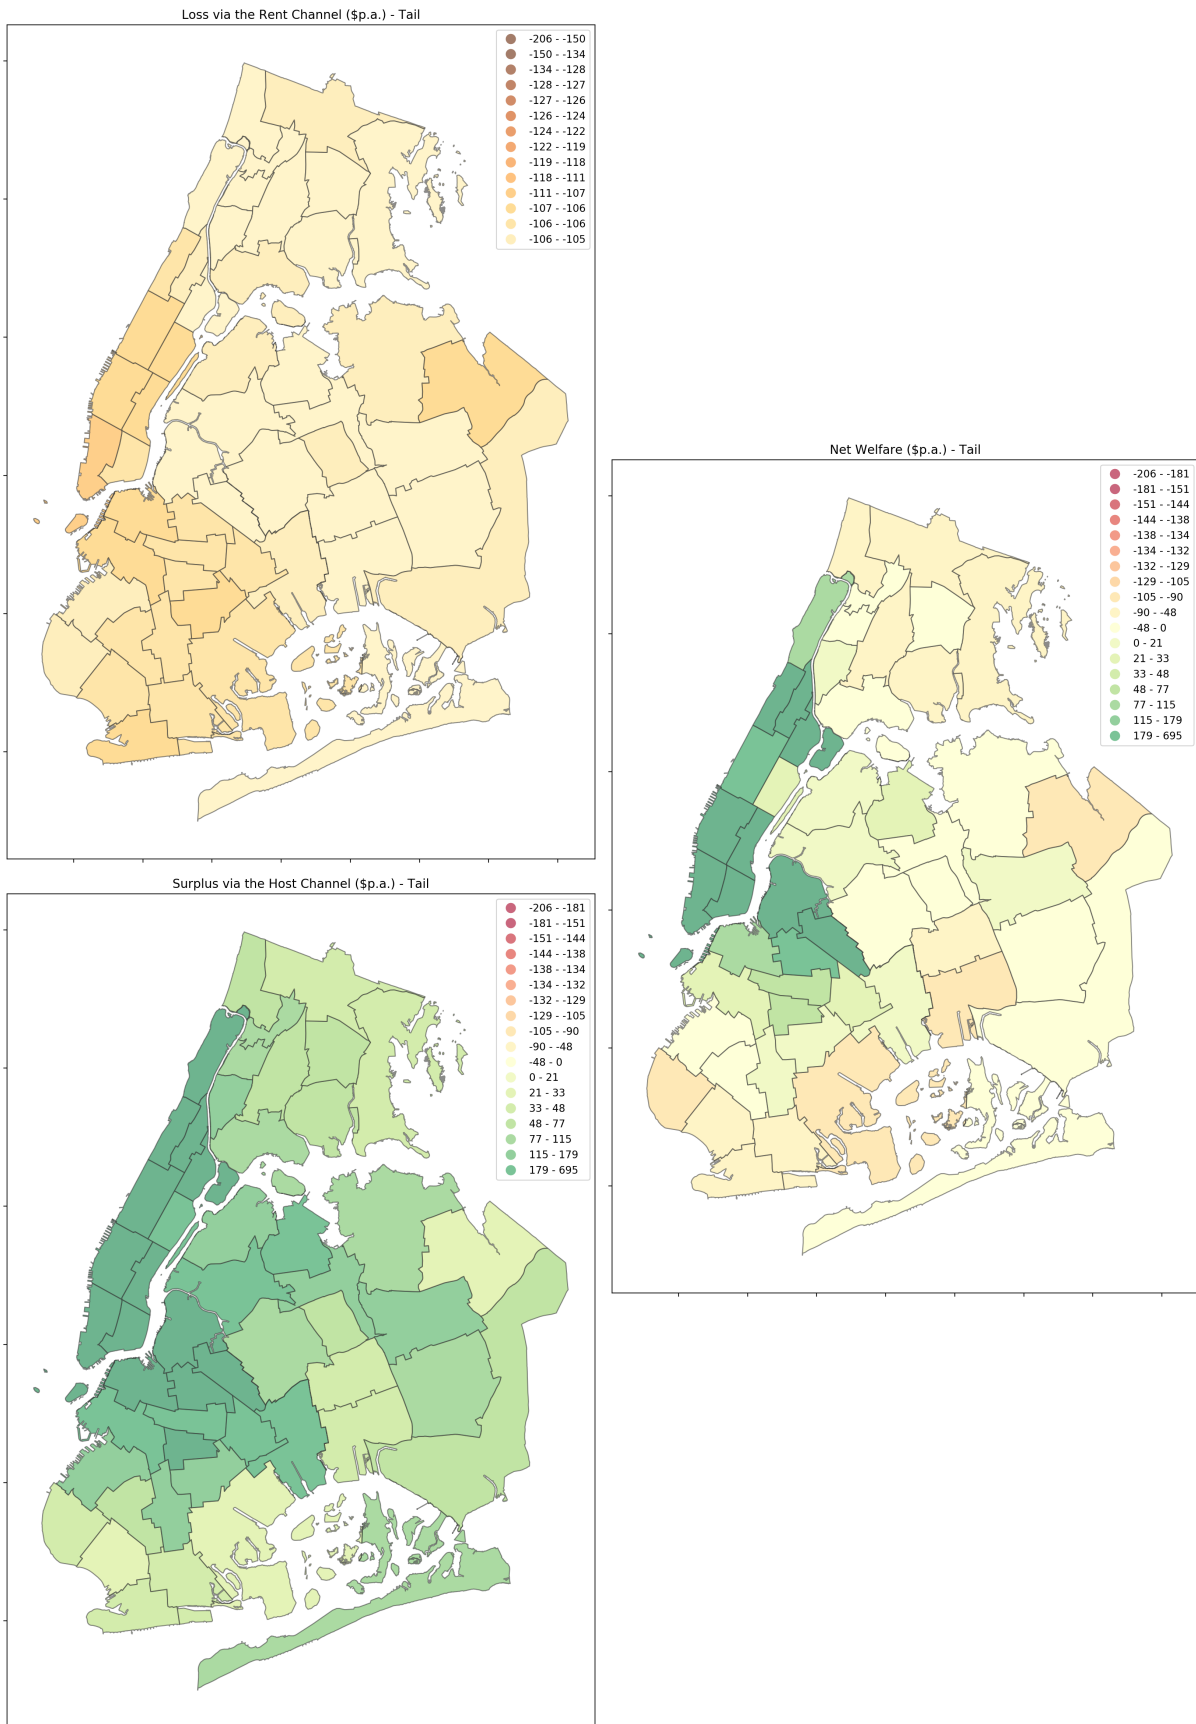 Loss via the Rent Channel ($p.a.) - Tail
-206 - -150
-150 - -134
-134 - -128
-128 - -127
-127 - -126
-126 - -124
-124 - -122
-122 - -119
-119 - -118
-118 - -111
-111 - -107
-107 - -106
-106 - -106
-106 - -105
Net Welfare ($p.a.) - Tail
-206 - -181
-181 - -151
-151 - -144
-144 - -138
-138 - -134
-134 - -132
-132 - -129
-129 - -105
-105 - -90
-90 - -48
-48 - 0
0 - 21
21 - 33
33 - 48
48 - 77
77 - 115
115 - 179
179 - 695
Surplus via the Host Channel ($p.a.) - Tail
-206 - -181
-181 - -151
-151 - -144
-144 - -138
-138 - -134
-134 - -132
-132 - -129
-129 - -105
-105 - -90
-90 - -48
-48 - 0
0 - 21
21 - 33
33 - 48
48 - 77
77 - 115
115 - 179
179 - 695